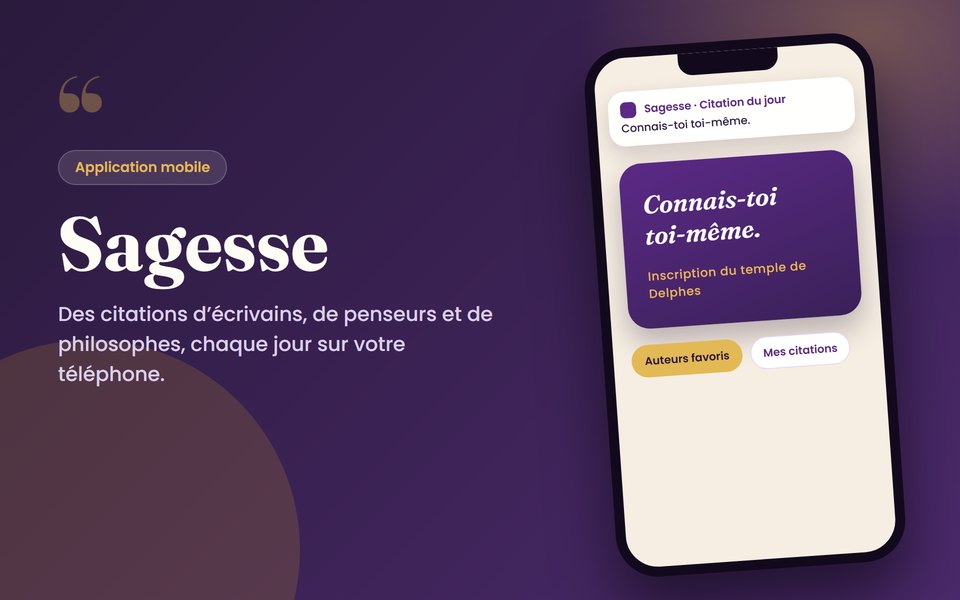 “
Application mobile
Sagesse
Des citations d’écrivains, de penseurs et de
philosophes, chaque jour sur votre
téléphone.
Sagesse · Citation du jour
Connais-toi toi-même.
Connais-toi
toi-même.
Inscription du temple de
Delphes
Auteurs favoris
Mes citations